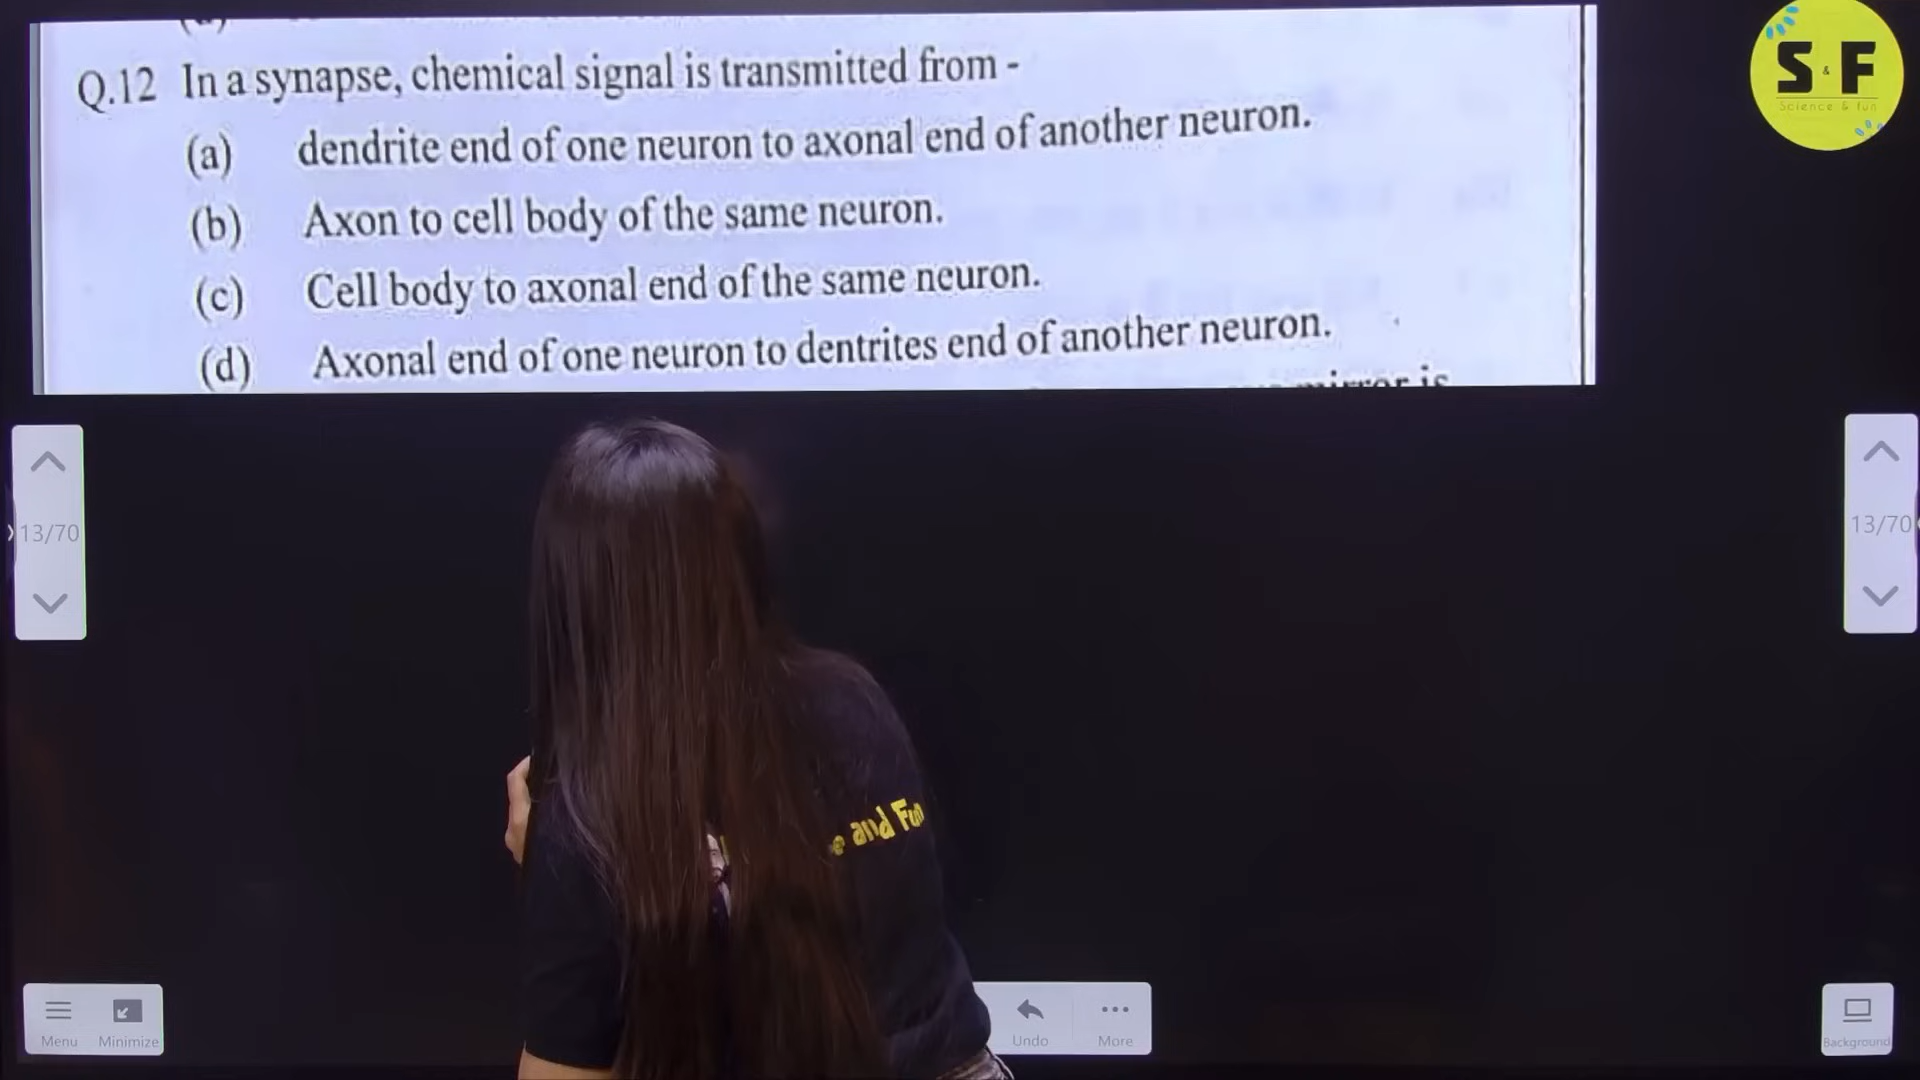 Q.12 In a synapse, chemical signal is transmitted from -
(a) dendrite end of one neuron to axonal end of another neuron.
(b) Axon to cell body of the same neuron.
(c) Cell body to axonal end of the same neuron.
(d) Axonal end of one neuron to dentrites end of another neuron.
mirror is
S & F
Science & fun
13/70
13/70
e and Fun
Menu
Minimize
Undo
More
Background